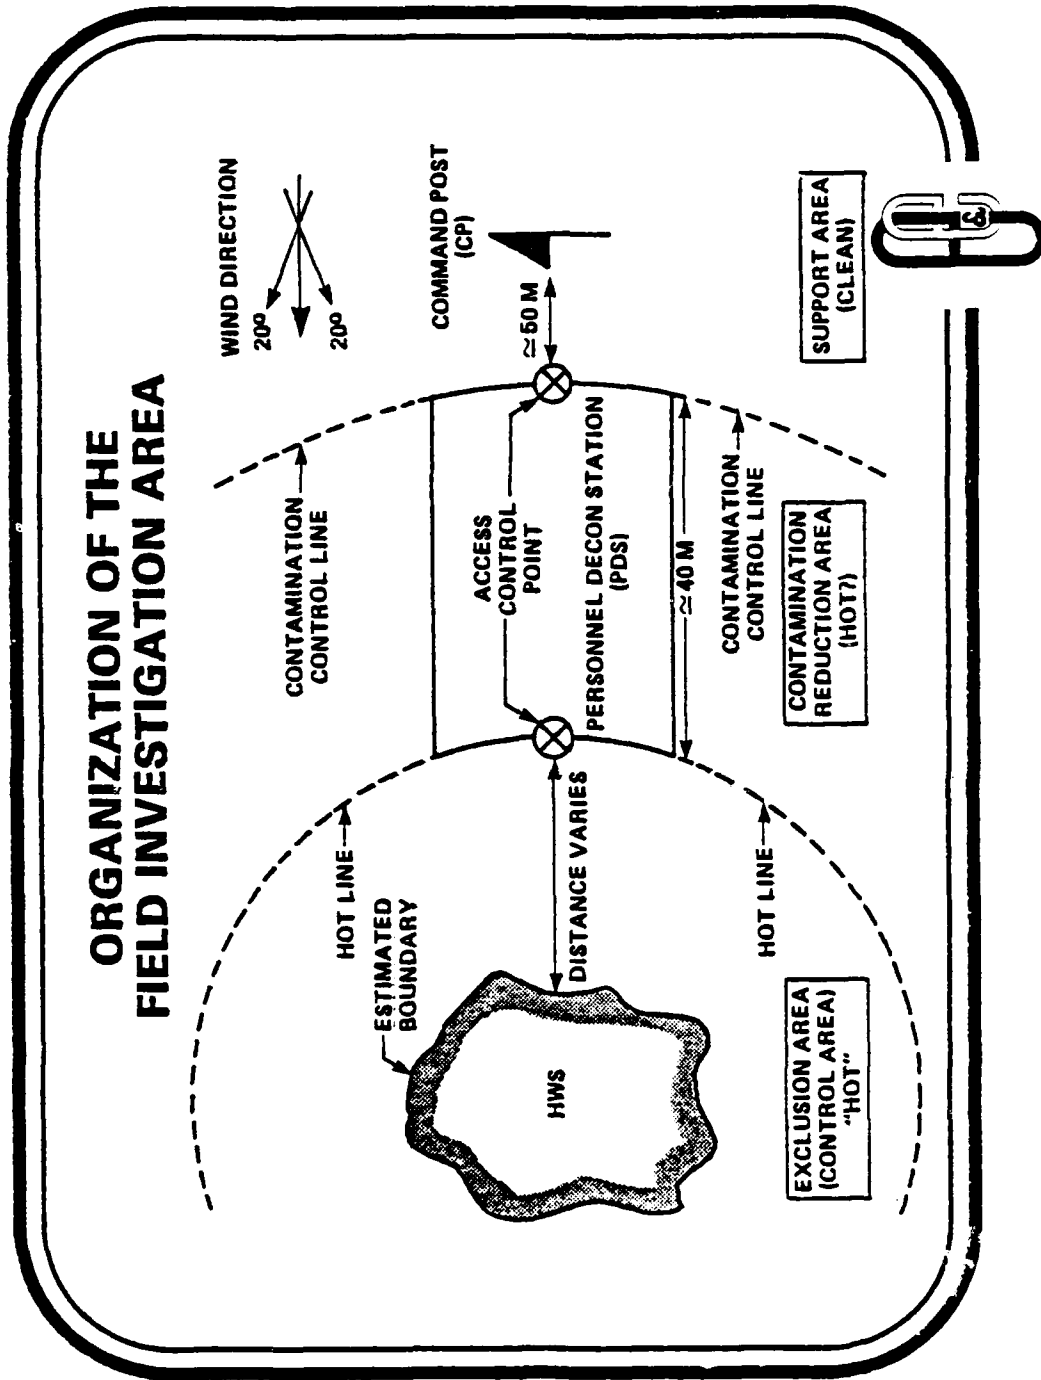 ORGANIZATION OF THE
FIELD INVESTIGATION AREA
WIND DIRECTION
20º
20º
CONTAMINATION
CONTROL LINE
HOT LINE
ESTIMATED
BOUNDARY
COMMAND POST
(CP)
≃50 M
ACCESS
CONTROL
POINT
HWS
DISTANCE VARIES
PERSONNEL DECON STATION
(PDS)
≃40 M
HOT LINE
CONTAMINATION
CONTROL LINE
EXCLUSION AREA
(CONTROL AREA)
"HOT"
CONTAMINATION
REDUCTION AREA
(HOT?)
SUPPORT AREA
(CLEAN)